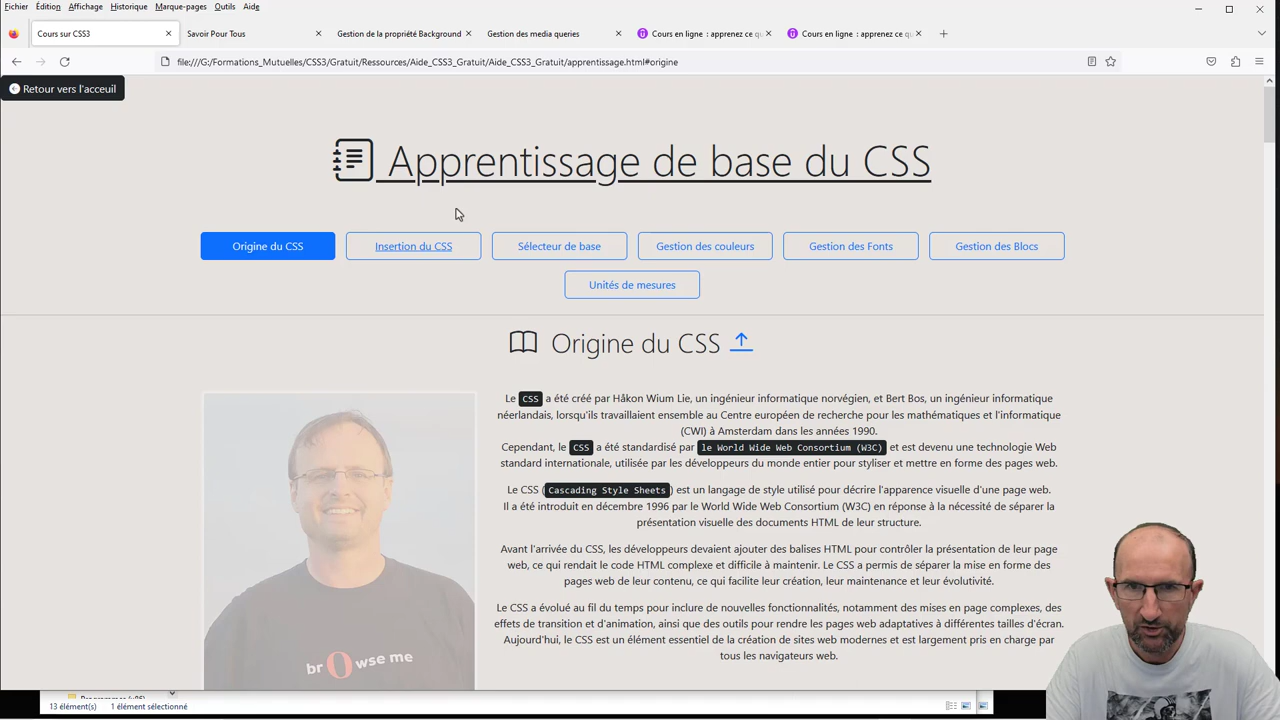 Fichier Édition Affichage Historique Marque-pages Outils Aide
Cours sur CSS3 Savoir Pour Tous Gestion de la propriété Background Gestion des media queries Cours en ligne : apprenez ce q Cours en ligne : apprenez ce q
file:///G:/Formations_Mutuelles/CSS3/Gratuit/Ressources/Aide_CSS3_Gratuit/Aide_CSS3_Gratuit/apprentissage.html#origine
Retour vers l'acceuil
Apprentissage de base du CSS
Origine du CSS Insertion du CSS Sélecteur de base Gestion des couleurs Gestion des Fonts Gestion des Blocs
Unités de mesures
Origine du CSS
Le CSS a été créé par Håkon Wium Lie, un ingénieur informatique norvégien, et Bert Bos, un ingénieur informatique
néerlandais, lorsqu'ils travaillaient ensemble au Centre européen de recherche pour les mathématiques et l'informatique
(CWI) à Amsterdam dans les années 1990.
Cependant, le CSS a été standardisé par le World Wide Web Consortium (W3C) et est devenu une technologie Web
standard internationale, utilisée par les développeurs du monde entier pour styliser et mettre en forme des pages web.
Le CSS (Cascading Style Sheets) est un langage de style utilisé pour décrire l'apparence visuelle d'une page web.
Il a été introduit en décembre 1996 par le World Wide Web Consortium (W3C) en réponse à la nécessité de séparer la
présentation visuelle des documents HTML de leur structure.
Avant l'arrivée du CSS, les développeurs devaient ajouter des balises HTML pour contrôler la présentation de leur page
web, ce qui rendait le code HTML complexe et difficile à maintenir. Le CSS a permis de séparer la mise en forme des
pages web de leur contenu, ce qui facilite leur création, leur maintenance et leur évolutivité.
Le CSS a évolué au fil du temps pour inclure de nouvelles fonctionnalités, notamment des mises en page complexes, des
effets de transition et d'animation, ainsi que des outils pour rendre les pages web adaptatives à différentes tailles d'écran.
Aujourd'hui, le CSS est un élément essentiel de la création de sites web modernes et est largement pris en charge par
tous les navigateurs web.
brOwse me
13 élément(s) 1 élément sélectionné